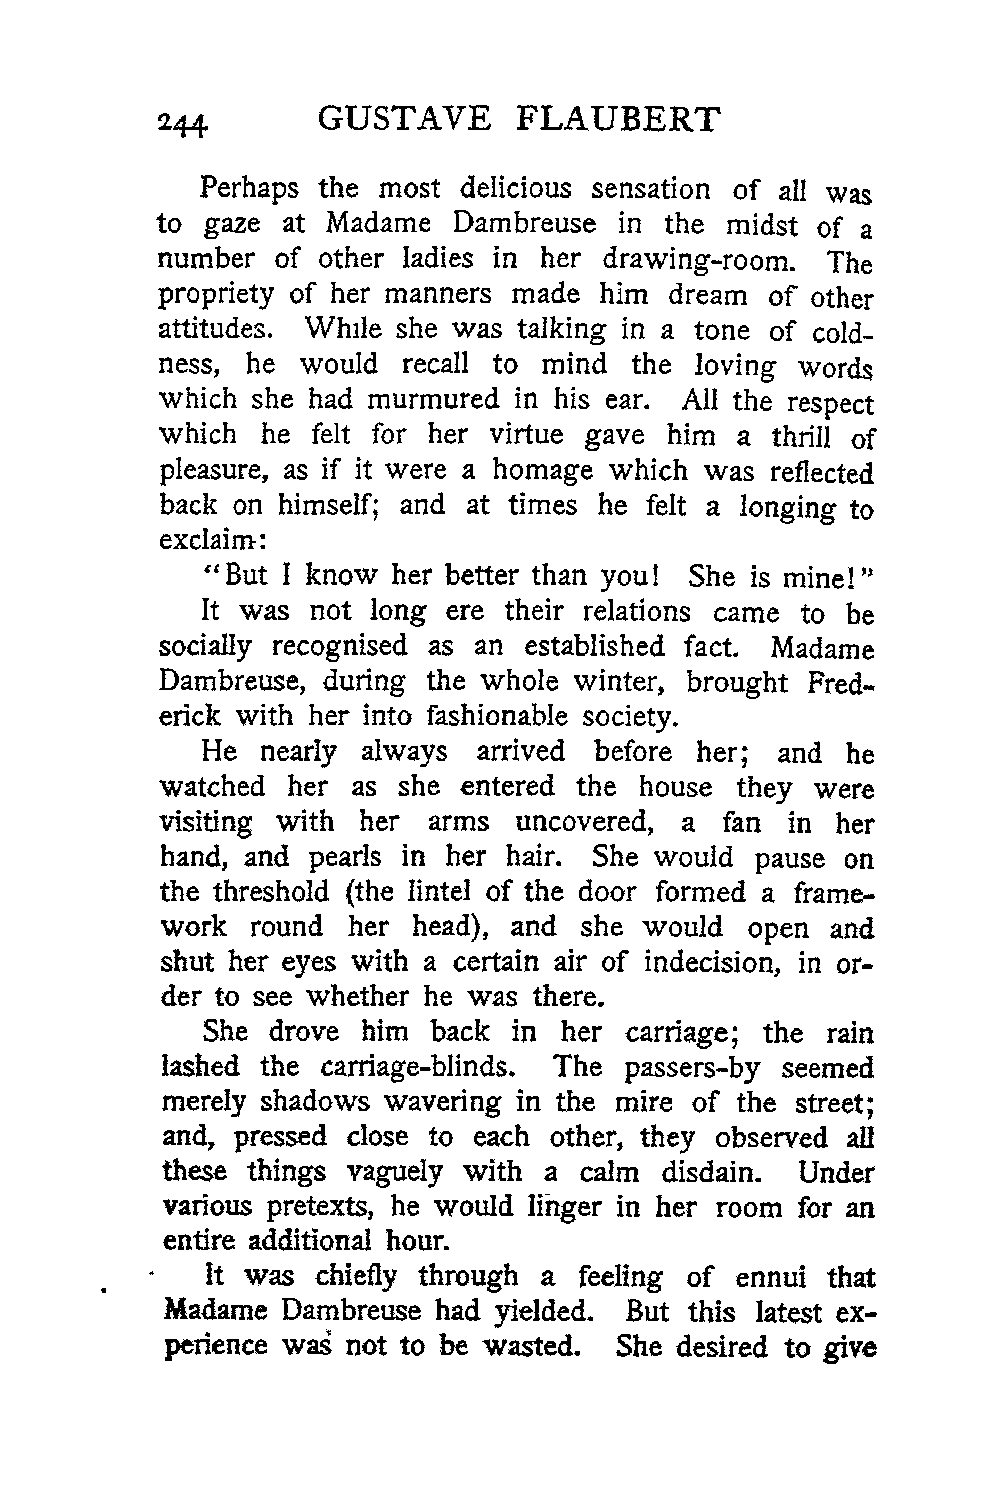 244 GUSTAVE FLAUBERT
Perhaps the most delicious sensation of all was
to gaze at Madame Dambreuse in the midst of a
number of other ladies in her drawing-room. The
propriety of her manners made him dream of other
attitudes. While she was talking in a tone of cold-
ness, he would recall to mind the loving words
which she had murmured in his ear. All the respect
which he felt for her virtue gave him a thrill of
pleasure, as if it were a homage which was reflected
back on himself; and at times he felt a longing to
exclaim:
"But I know her better than you! She is mine!"
It was not long ere their relations came to be
socially recognised as an established fact. Madame
Dambreuse, during the whole winter, brought Fred-
erick with her into fashionable society.
He nearly always arrived before her; and he
watched her as she entered the house they were
visiting with her arms uncovered, a fan in her
hand, and pearls in her hair. She would pause on
the threshold (the lintel of the door formed a frame-
work round her head), and she would open and
shut her eyes with a certain air of indecision, in or-
der to see whether he was there.
She drove him back in her carriage; the rain
lashed the carriage-blinds. The passers-by seemed
merely shadows wavering in the mire of the street;
and, pressed close to each other, they observed all
these things vaguely with a calm disdain. Under
various pretexts, he would linger in her room for an
entire additional hour.
It was chiefly through a feeling of ennui that
Madame Dambreuse had yielded. But this latest ex-
perience was not to be wasted. She desired to give